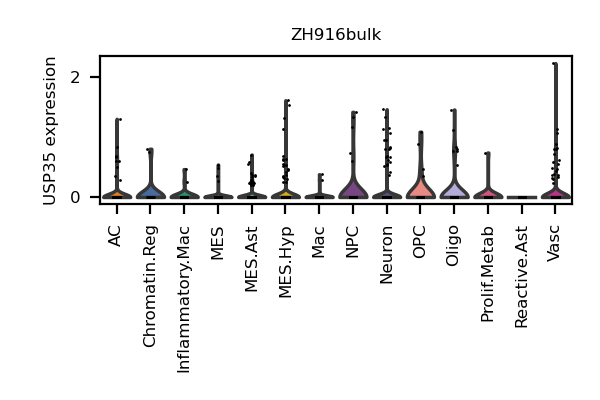 ZH916bulk
USP35 expression
2
0
AC
Chromatin.Reg
Inflammatory.Mac
MES
MES.Ast
MES.Hyp
Mac
NPC
Neuron
OPC
Oligo
Prolif.Metab
Reactive.Ast
Vasc